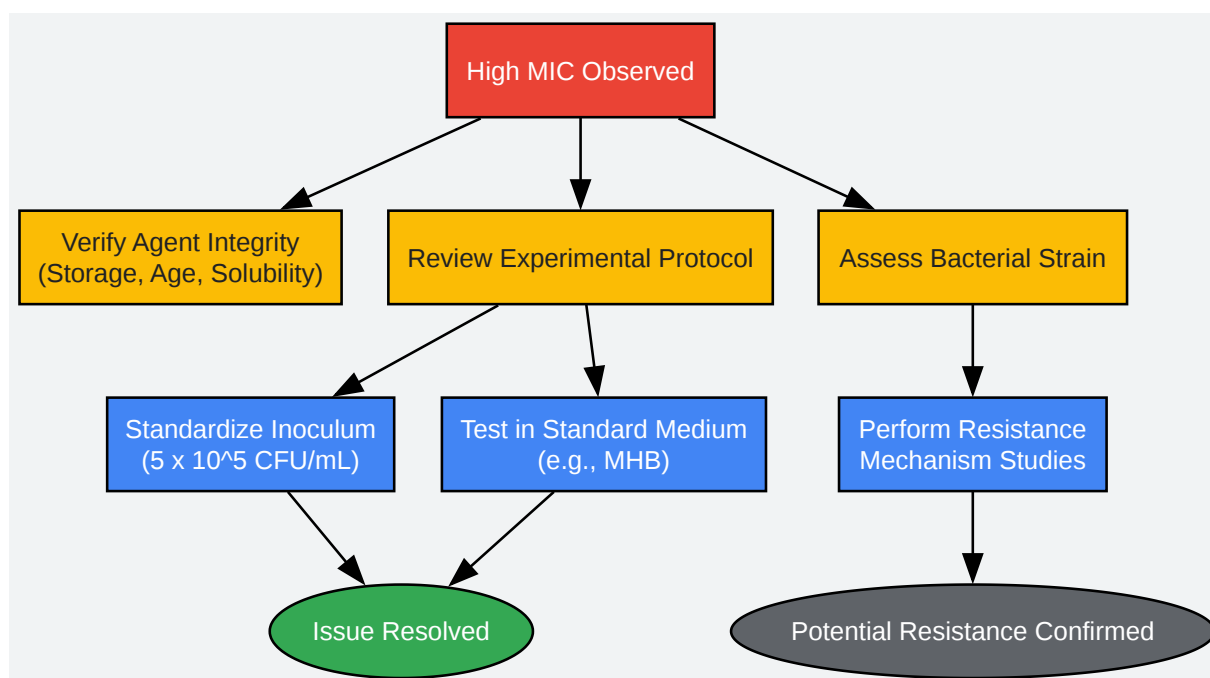 High MIC Observed
Verify Agent Integrity
(Storage, Age, Solubility)
Review Experimental Protocol
Assess Bacterial Strain
Standardize Inoculum
(5 x 10^5 CFU/mL)
Test in Standard Medium
(e.g., MHB)
Perform Resistance
Mechanism Studies
Issue Resolved
Potential Resistance Confirmed